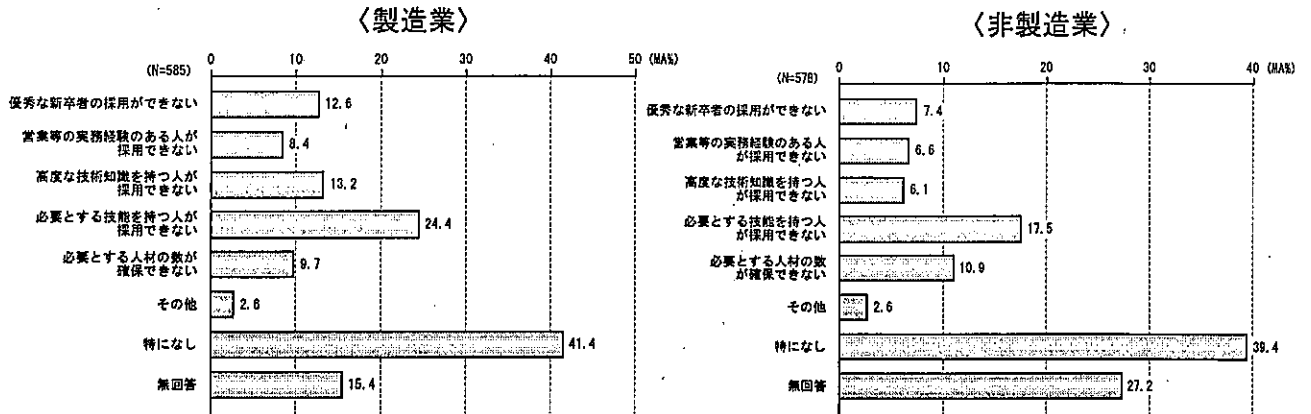 〈製造業〉
(N=585)
0 10 20 30 40 50 (MA%)
優秀な新卒者の採用ができない 12.6
営業等の実務経験のある人が
採用できない 8.4
高度な技術知識を持つ人が
採用できない 13.2
必要とする技能を持つ人が
採用できない 24.4
必要とする人材の数が
確保できない 9.7
その他 2.6
特になし 41.4
無回答 15.4
〈非製造業〉
(N=578)
0 10 20 30 40 (MA%)
優秀な新卒者の採用ができない 7.4
営業等の実務経験のある人
が採用できない 6.6
高度な技術知識を持つ人
が採用できない 6.1
必要とする技能を持つ人
が採用できない 17.5
必要とする人材の数
が確保できない 10.9
その他 2.6
特になし 39.4
無回答 27.2